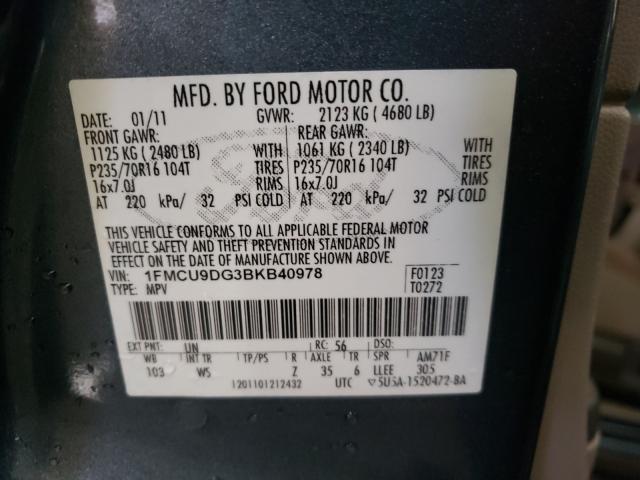 MFD. BY FORD MOTOR CO.
DATE: 01/11 GVWR: 2123 KG ( 4680 LB)
FRONT GAWR: REAR GAWR:
1125 KG ( 2480 LB) WITH 1061 KG ( 2340 LB) WITH
P235/70R16 104T TIRES P235/70R16 104T TIRES
16x7.0J RIMS 16x7.0J RIMS
AT 220 kPa/ 32 PSI COLD AT 220 kPa/ 32 PSI COLD
Ford
THIS VEHICLE CONFORMS TO ALL APPLICABLE FEDERAL MOTOR
VEHICLE SAFETY AND THEFT PREVENTION STANDARDS IN
EFFECT ON THE DATE OF MANUFACTURE SHOWN ABOVE.
VIN: 1FMCU9DG3BKB40978 F0123
TYPE: MPV T0272
EXT PNT: UN RC: 56 DSO:
WB INT TR TP/PS R AXLE TR SPR AM71F
103 WS Z 35 6 LLEE 305
1201101212432 UTC ▽5U5A-1520472-BA